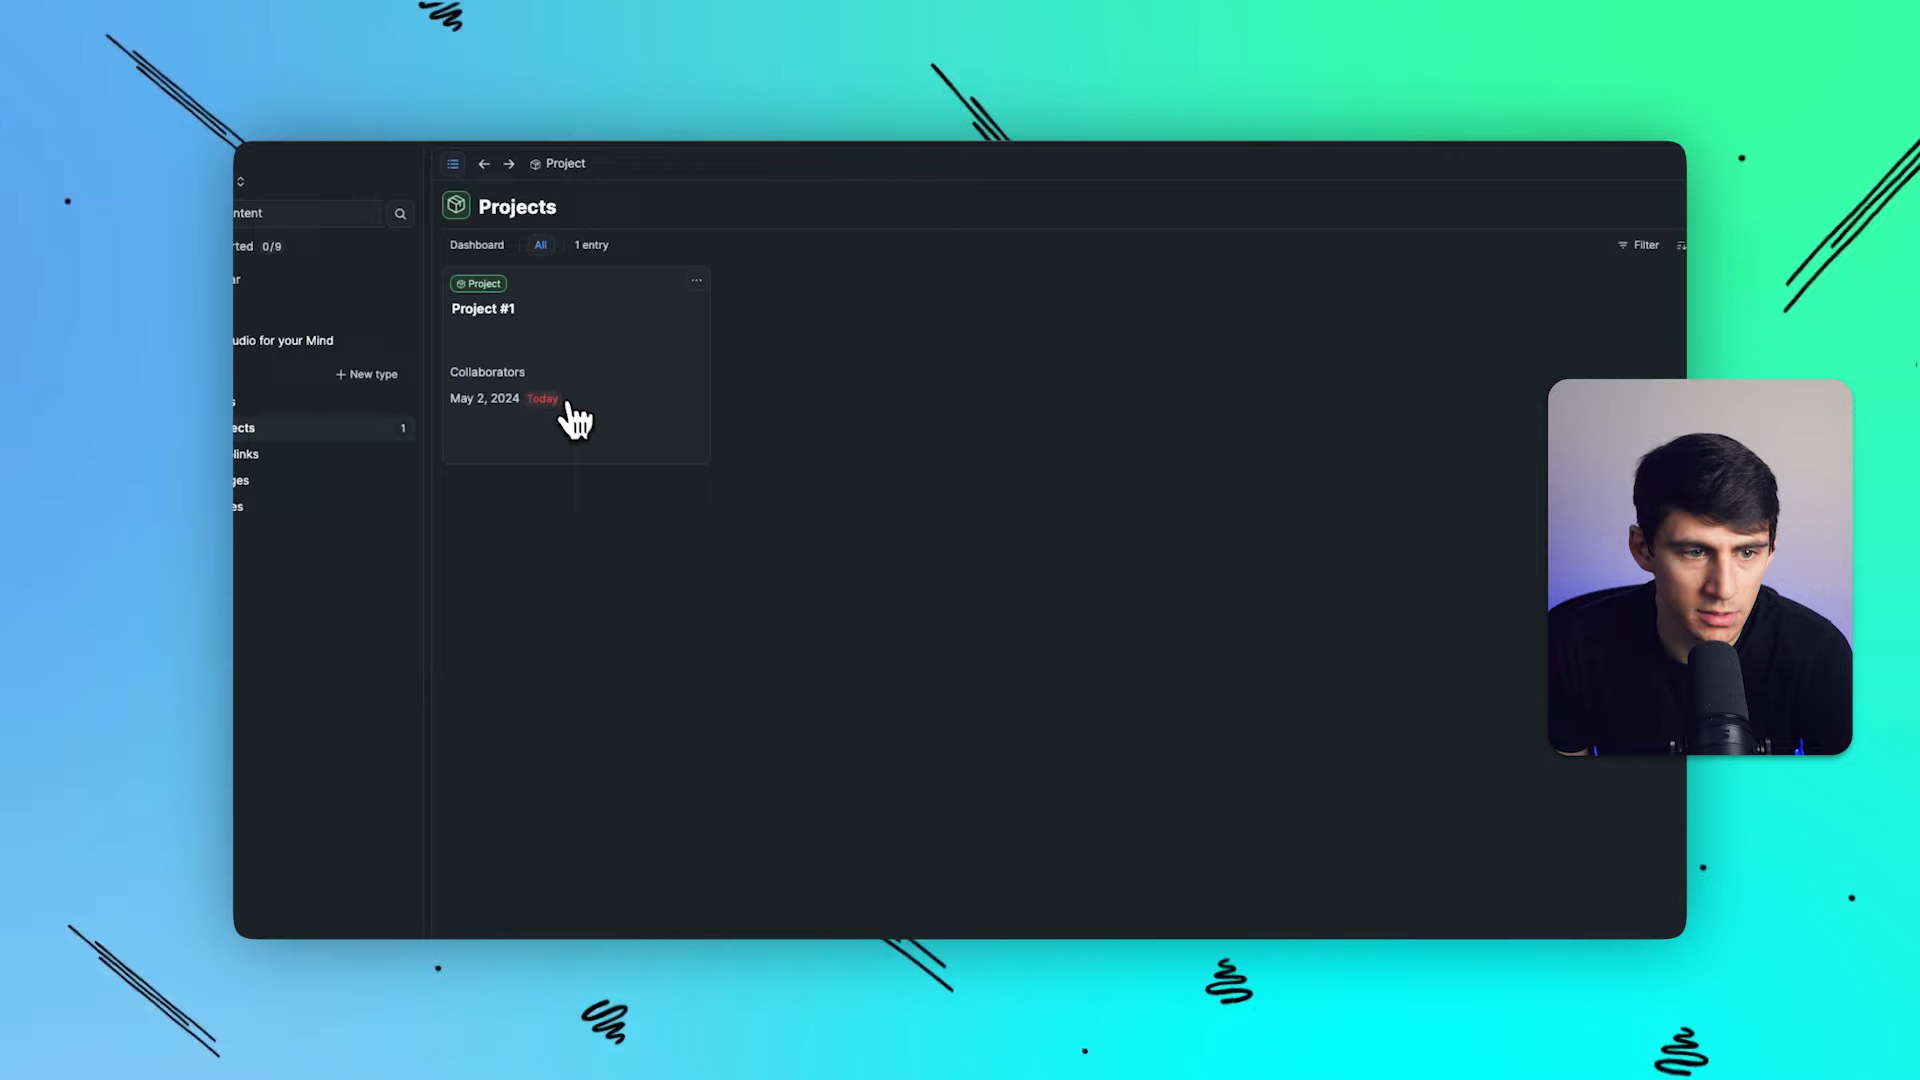 Project
ntent
Projects
rted 0/9
Dashboard All 1 entry Filter
ar
Project
Project #1
udio for your Mind
+ New type
Collaborators
May 2, 2024 Today
s
ects 1
links
ges
es